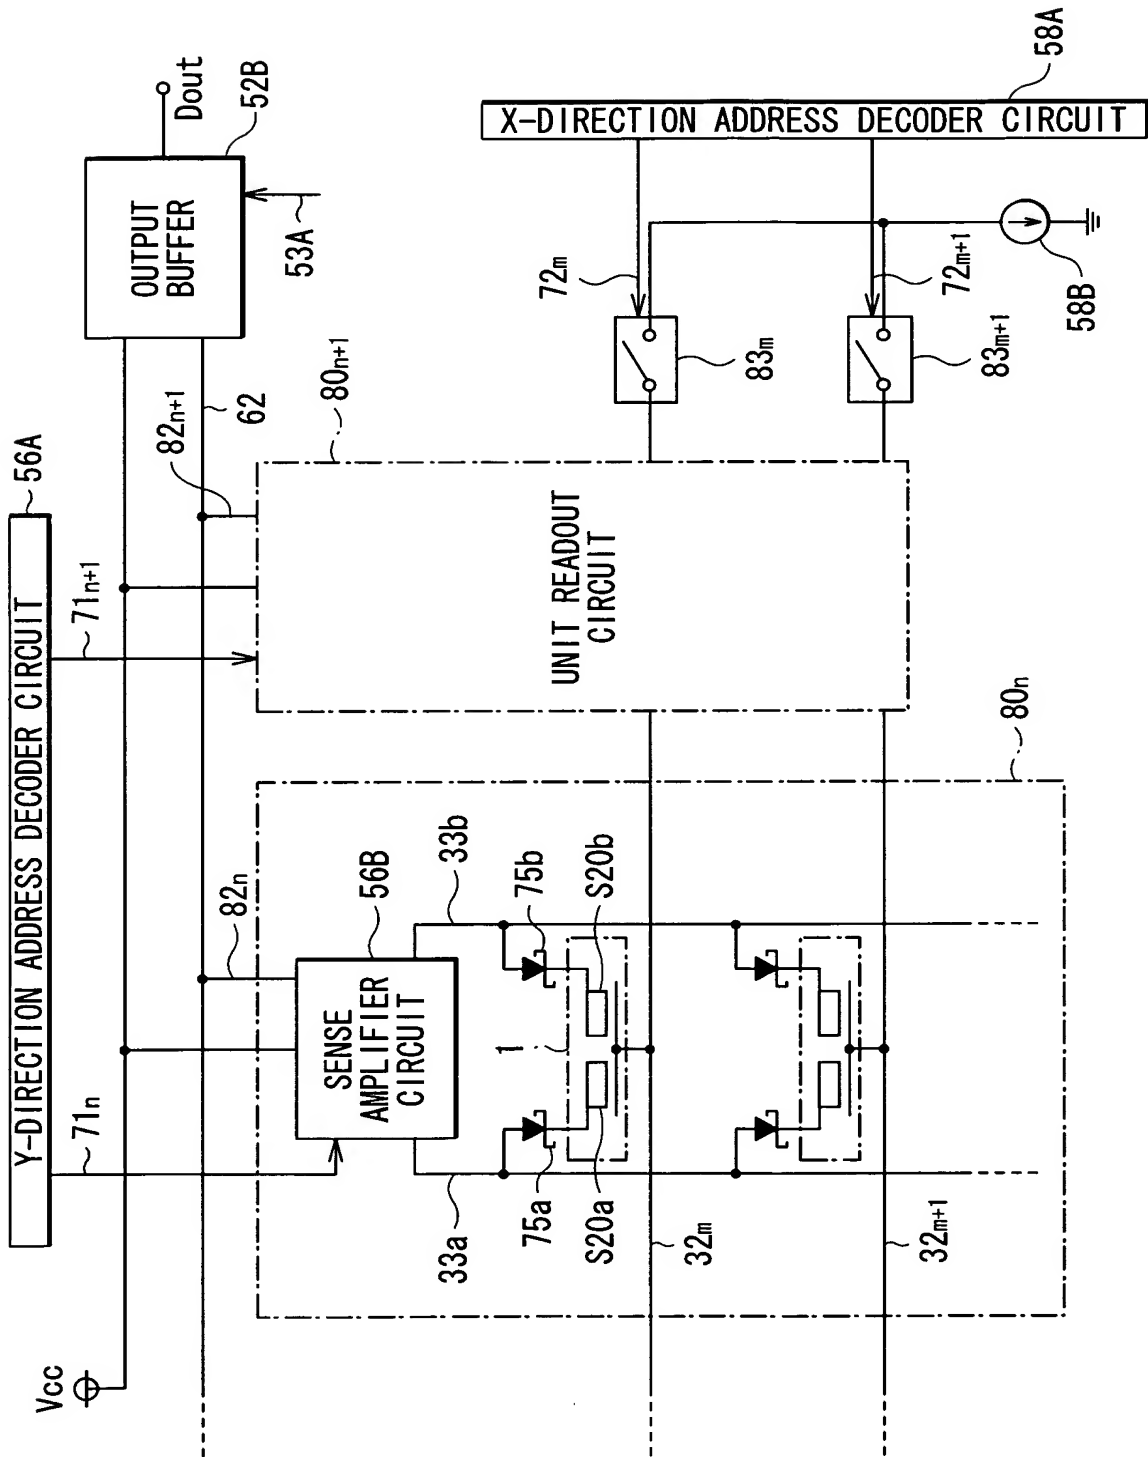 Vcc
Y-DIRECTION ADDRESS DECODER CIRCUIT
56A
71n
71n+1
82n
82n+1
62
OUTPUT
BUFFER
52B
Dout
53A
80n+1
SENSE
AMPLIFIER
CIRCUIT
56B
33a
33b
75a
75b
1
S20a
S20b
UNIT READOUT
CIRCUIT
32m
32m+1
80n
72m
72m+1
83m
83m+1
58B
X-DIRECTION ADDRESS DECODER CIRCUIT
58A